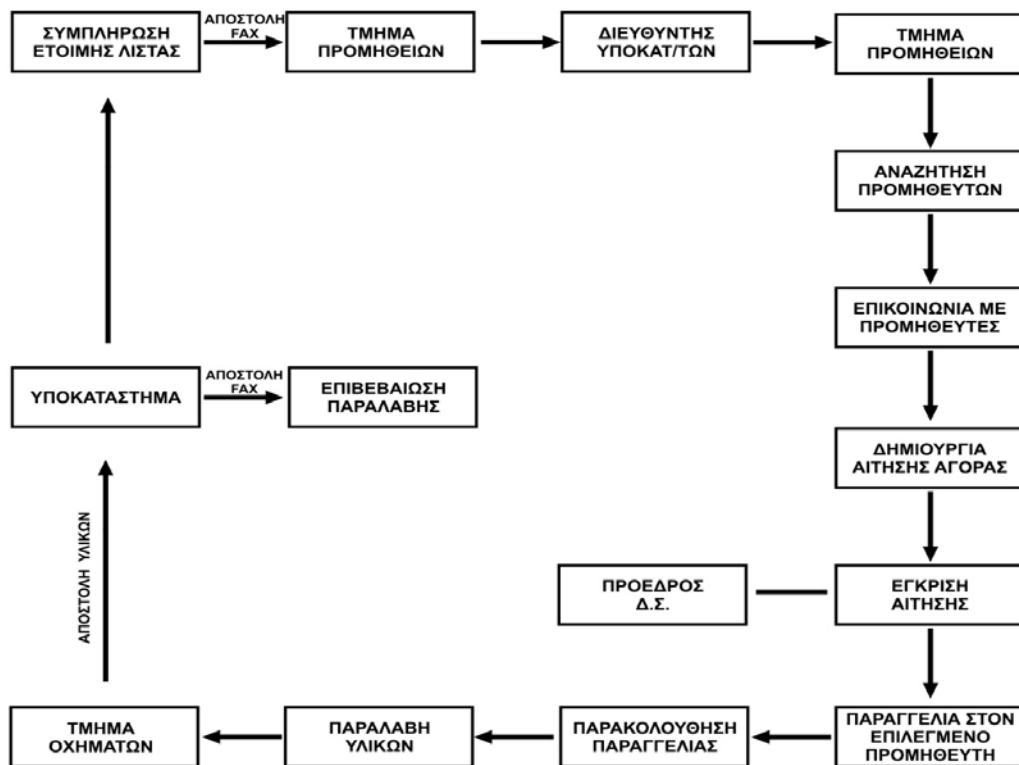 ΣΥΜΠΛΗΡΩΣΗ
ΕΤΟΙΜΗΣ ΛΙΣΤΑΣ
ΑΠΟΣΤΟΛΗ
FAX
ΤΜΗΜΑ
ΠΡΟΜΗΘΕΙΩΝ
ΔΙΕΥΘΥΝΤΗΣ
ΥΠΟΚΑΤ/ΤΩΝ
ΤΜΗΜΑ
ΠΡΟΜΗΘΕΙΩΝ
ΑΝΑΖΗΤΗΣΗ
ΠΡΟΜΗΘΕΥΤΩΝ
ΕΠΙΚΟΙΝΩΝΙΑ ΜΕ
ΠΡΟΜΗΘΕΥΤΕΣ
ΥΠΟΚΑΤΑΣΤΗΜΑ
ΑΠΟΣΤΟΛΗ
FAX
ΕΠΙΒΕΒΑΙΩΣΗ
ΠΑΡΑΛΑΒΗΣ
ΔΗΜΙΟΥΡΓΙΑ
ΑΙΤΗΣΗΣ ΑΓΟΡΑΣ
ΑΠΟΣΤΟΛΗ ΥΛΙΚΩΝ
ΠΡΟΕΔΡΟΣ
Δ.Σ.
ΕΓΚΡΙΣΗ
ΑΙΤΗΣΗΣ
ΤΜΗΜΑ
ΟΧΗΜΑΤΩΝ
ΠΑΡΑΛΑΒΗ
ΥΛΙΚΩΝ
ΠΑΡΑΚΟΛΟΥΘΗΣΗ
ΠΑΡΑΓΓΕΛΙΑΣ
ΠΑΡΑΓΓΕΛΙΑ ΣΤΟΝ
ΕΠΙΛΕΓΜΕΝΟ
ΠΡΟΜΗΘΕΥΤΗ